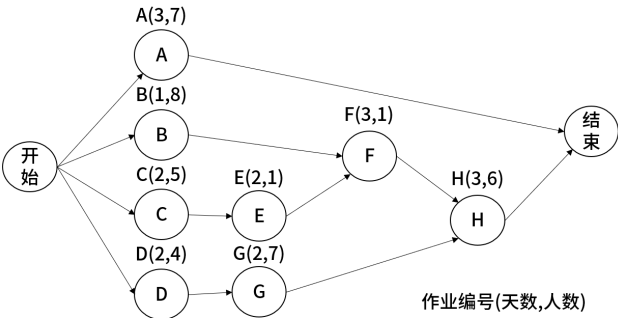 A(3,7)
A
B(1,8)
B
开
始
C(2,5)
C
D(2,4)
D
E(2,1)
E
G(2,7)
G
F(3,1)
F
H(3,6)
H
结
束
作业编号(天数,人数)